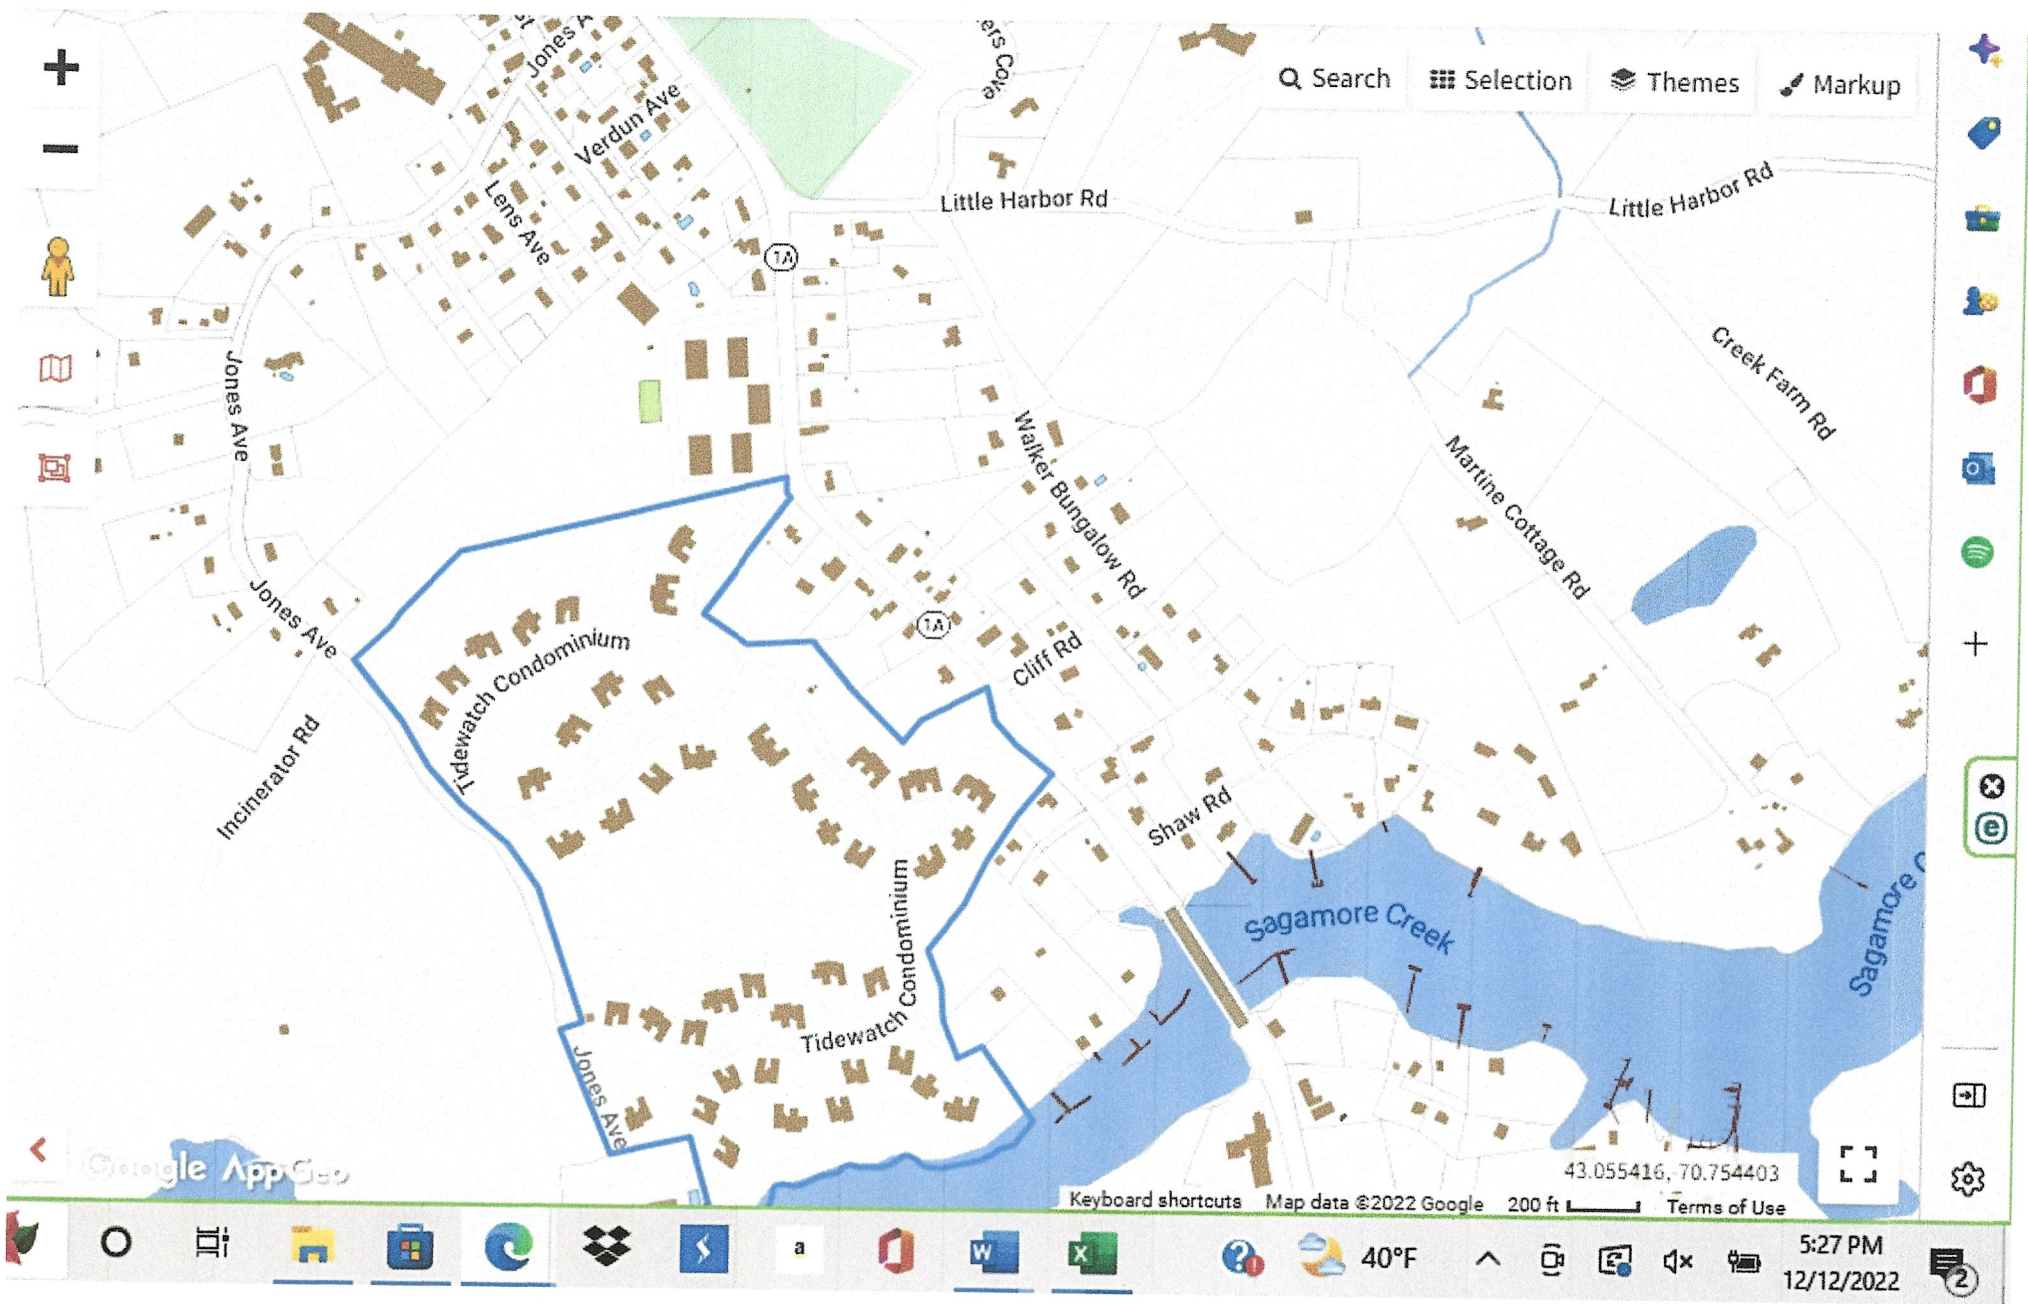 Jones A
ers Cove
Search
Selection
Themes
Markup
Verdun Ave
Lens Ave
Little Harbor Rd
Little Harbor Rd
1A
Jones Ave
Creek Farm Rd
Walker Bungalow Rd
Martine Cottage Rd
Jones Ave
1A
Cliff Rd
Tidewatch Condominium
Incinerator Rd
Shaw Rd
Sagamore Creek
Sagamore C
Tidewatch Condominium
Jones Ave
Google AppGeo
43.055416, -70.754403
Keyboard shortcuts
Map data ©2022 Google
200 ft
Terms of Use
a
W
X
40°F
5:27 PM
12/12/2022
2